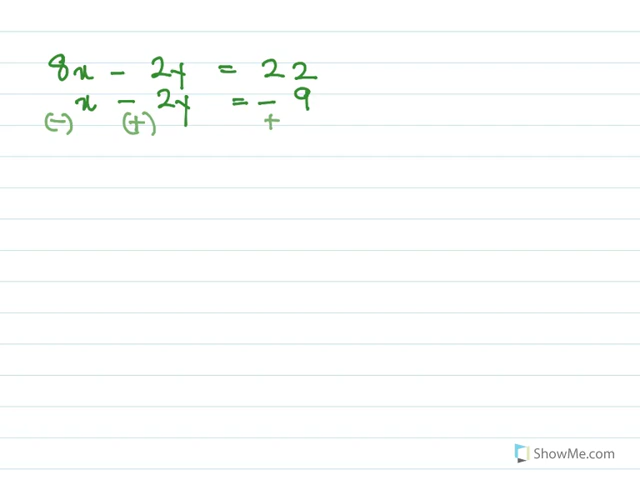 8x - 2y = 22
x - 2y = - 9
(-) (+) +
ShowMe.com